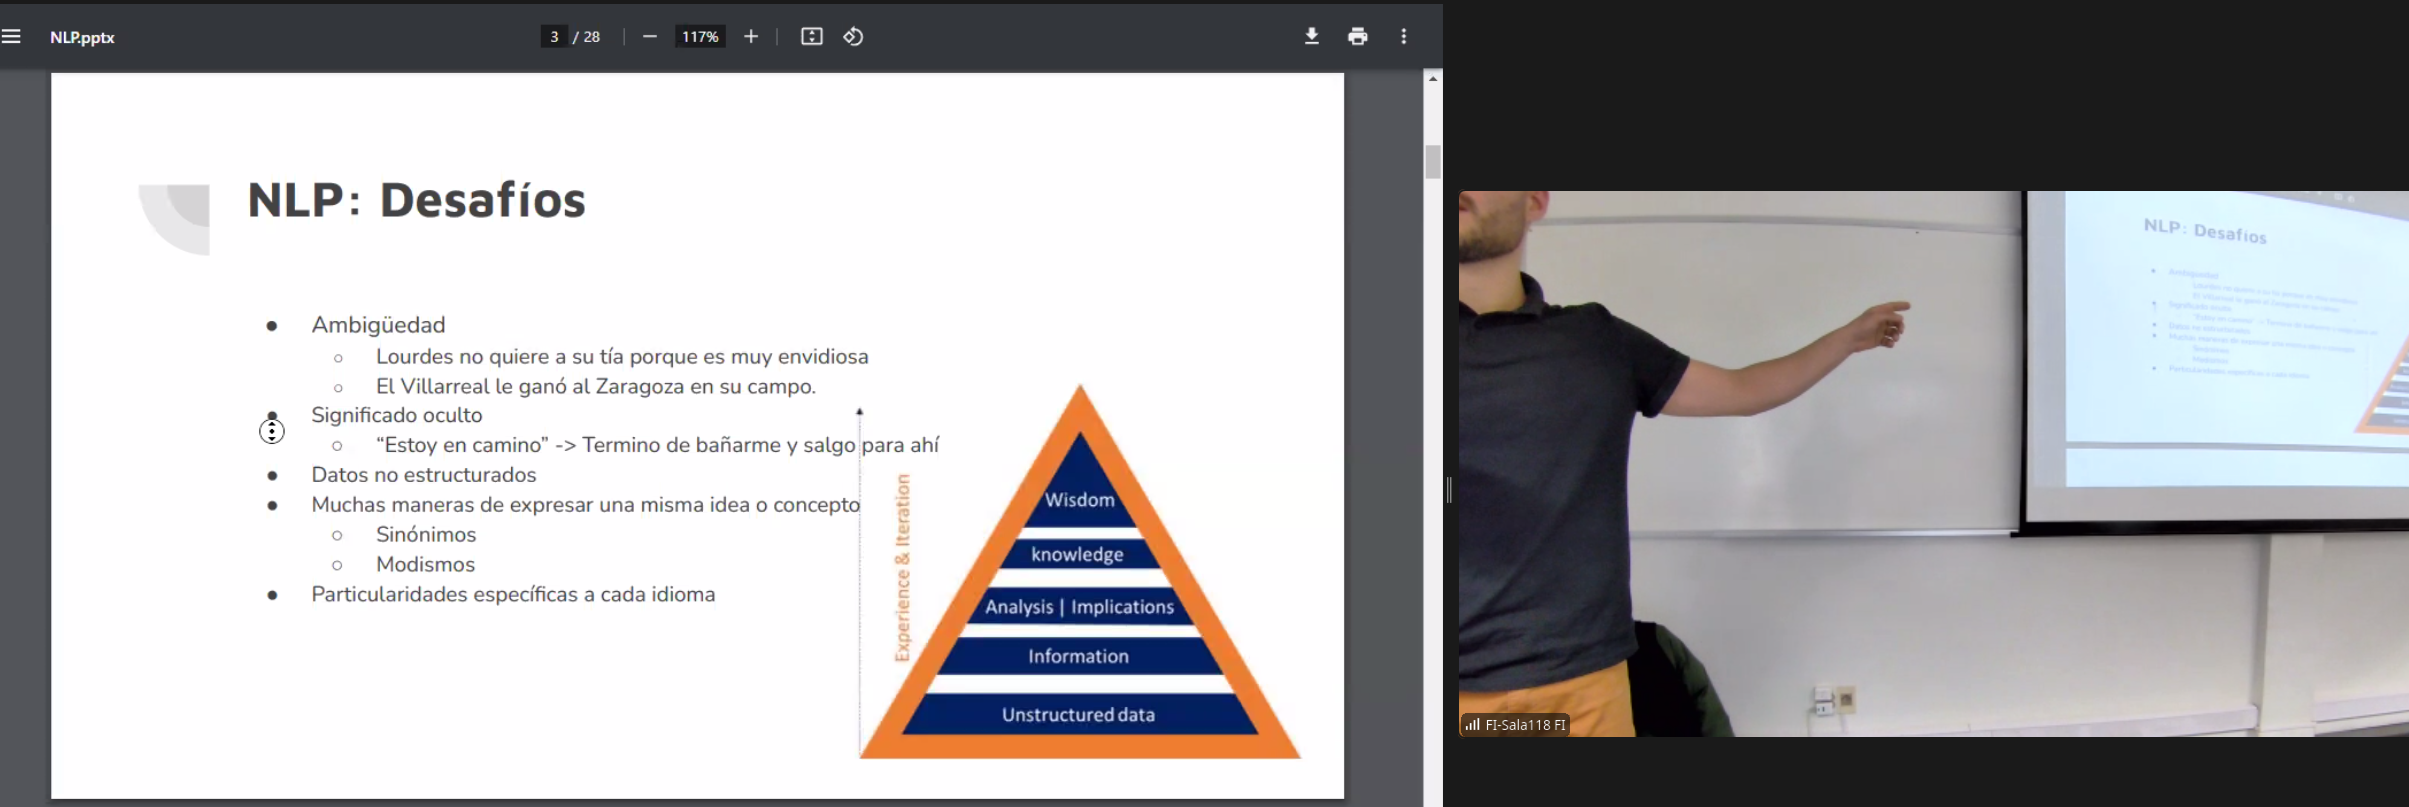 NLP.pptx
3 / 28
117%
NLP: Desafíos
● Ambigüedad
○ Lourdes no quiere a su tía porque es muy envidiosa
○ El Villarreal le ganó al Zaragoza en su campo.
● Significado oculto
○ “Estoy en camino” -> Termino de bañarme y salgo para ahí
● Datos no estructurados
● Muchas maneras de expresar una misma idea o concepto
○ Sinónimos
○ Modismos
● Particularidades específicas a cada idioma
Experience & Iteration
Wisdom
knowledge
Analysis | Implications
Information
Unstructured data
NLP: Desafíos
FI-Sala118 FI